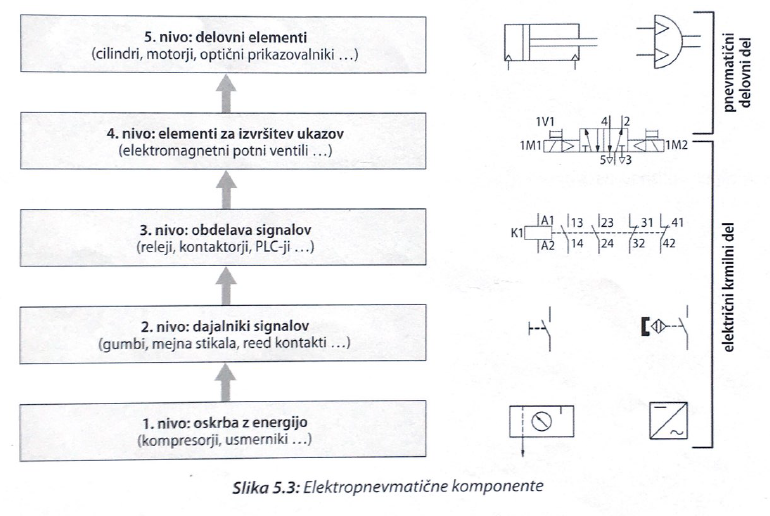 5. nivo: delovni elementi
(cilindri, motorji, optični prikazovalniki ...)
4. nivo: elementi za izvršitev ukazov
(elektromagnetni potni ventili ...)
3. nivo: obdelava signalov
(releji, kontaktorji, PLC-ji ...)
2. nivo: dajalniki signalov
(gumbi, mejna stikala, reed kontakti ...)
1. nivo: oskrba z energijo
(kompresorji, usmerniki ...)
1V1
4
2
1M1
5
3
1M2
K1
A1
13
23
31
41
A2
14
24
32
42
pnevmatični
delovni del
električni krmilni del
Slika 5.3: Elektropnevmatične komponente